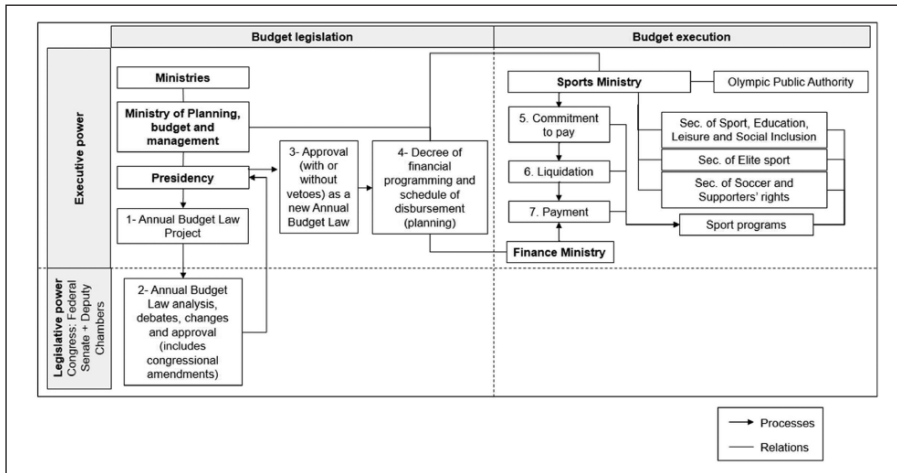 Budget legislation
Budget execution
Executive power
Ministries
Ministry of Planning,
budget and
management
Presidency
1- Annual Budget Law
Project
3- Approval
(with or
without
vetoes) as a
new Annual
Budget Law
4- Decree of
financial
programming and
schedule of
disbursement
(planning)
Sports Ministry
Olympic Public Authority
5. Commitment
to pay
6. Liquidation
7. Payment
Finance Ministry
Sec. of Sport, Education,
Leisure and Social Inclusion
Sec. of Elite sport
Sec. of Soccer and
Supporters' rights
Sport programs
Legislative power
Congress: Federal
Senate + Deputy
Chambers
2- Annual Budget
Law analysis,
debates, changes
and approval
(includes
congressional
amendments)
Processes
Relations